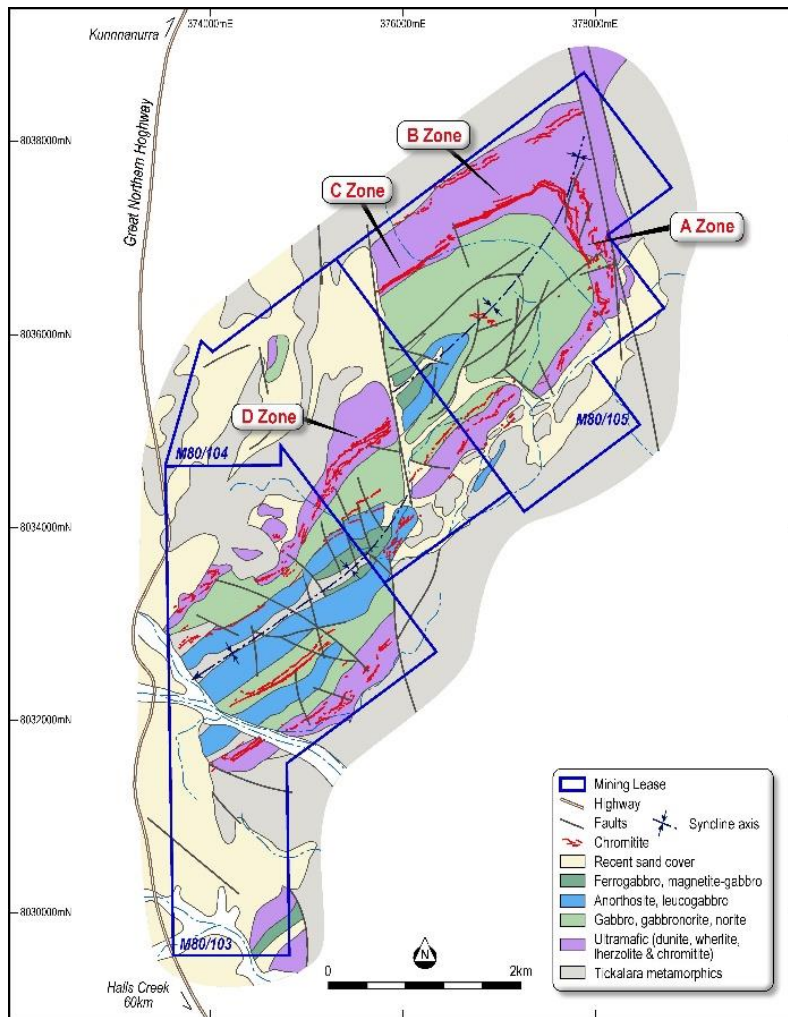 374000mE
376000mE
378000mE
Kunnnanurra
Great Northern Hoghway
8038000mN
B Zone
C Zone
A Zone
8036000mN
D Zone
M80/105
M80/104
8034000mN
8032000mN
8030000mN
M80/103
Halls Creek
60km
N
0
2km
Mining Lease
Highway
Faults
Syncline axis
Chromitite
Recent sand cover
Ferrogabbro, magnetite-gabbro
Anorthosite, leucogabbro
Gabbro, gabbronorite, norite
Ultramafic (dunite, wherlite,
lherzolite & chromitite)
Tickalara metamorphics